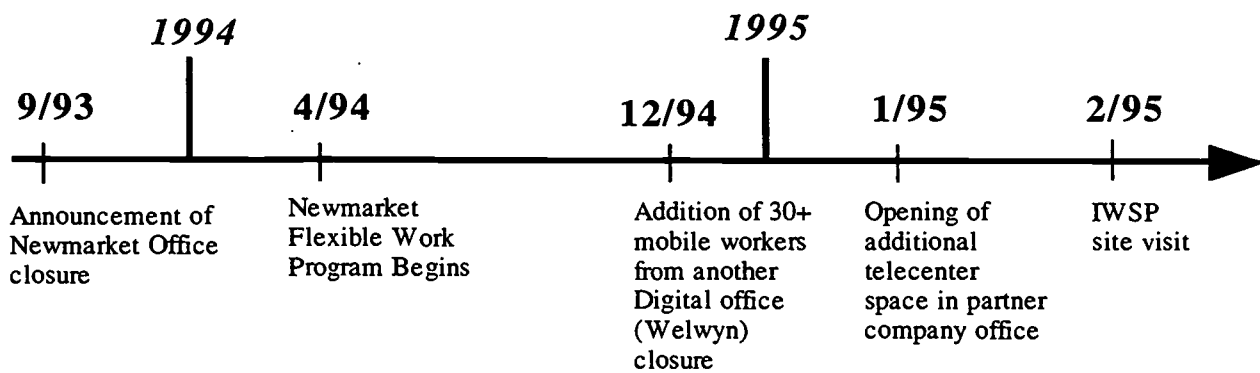 1994
1995
9/93
4/94
12/94
1/95
2/95
Announcement of
Newmarket Office
closure
Newmarket
Flexible Work
Program Begins
Addition of 30+
mobile workers
from another
Digital office
(Welwyn)
closure
Opening of
additional
telecenter
space in partner
company office
IWSP
site visit